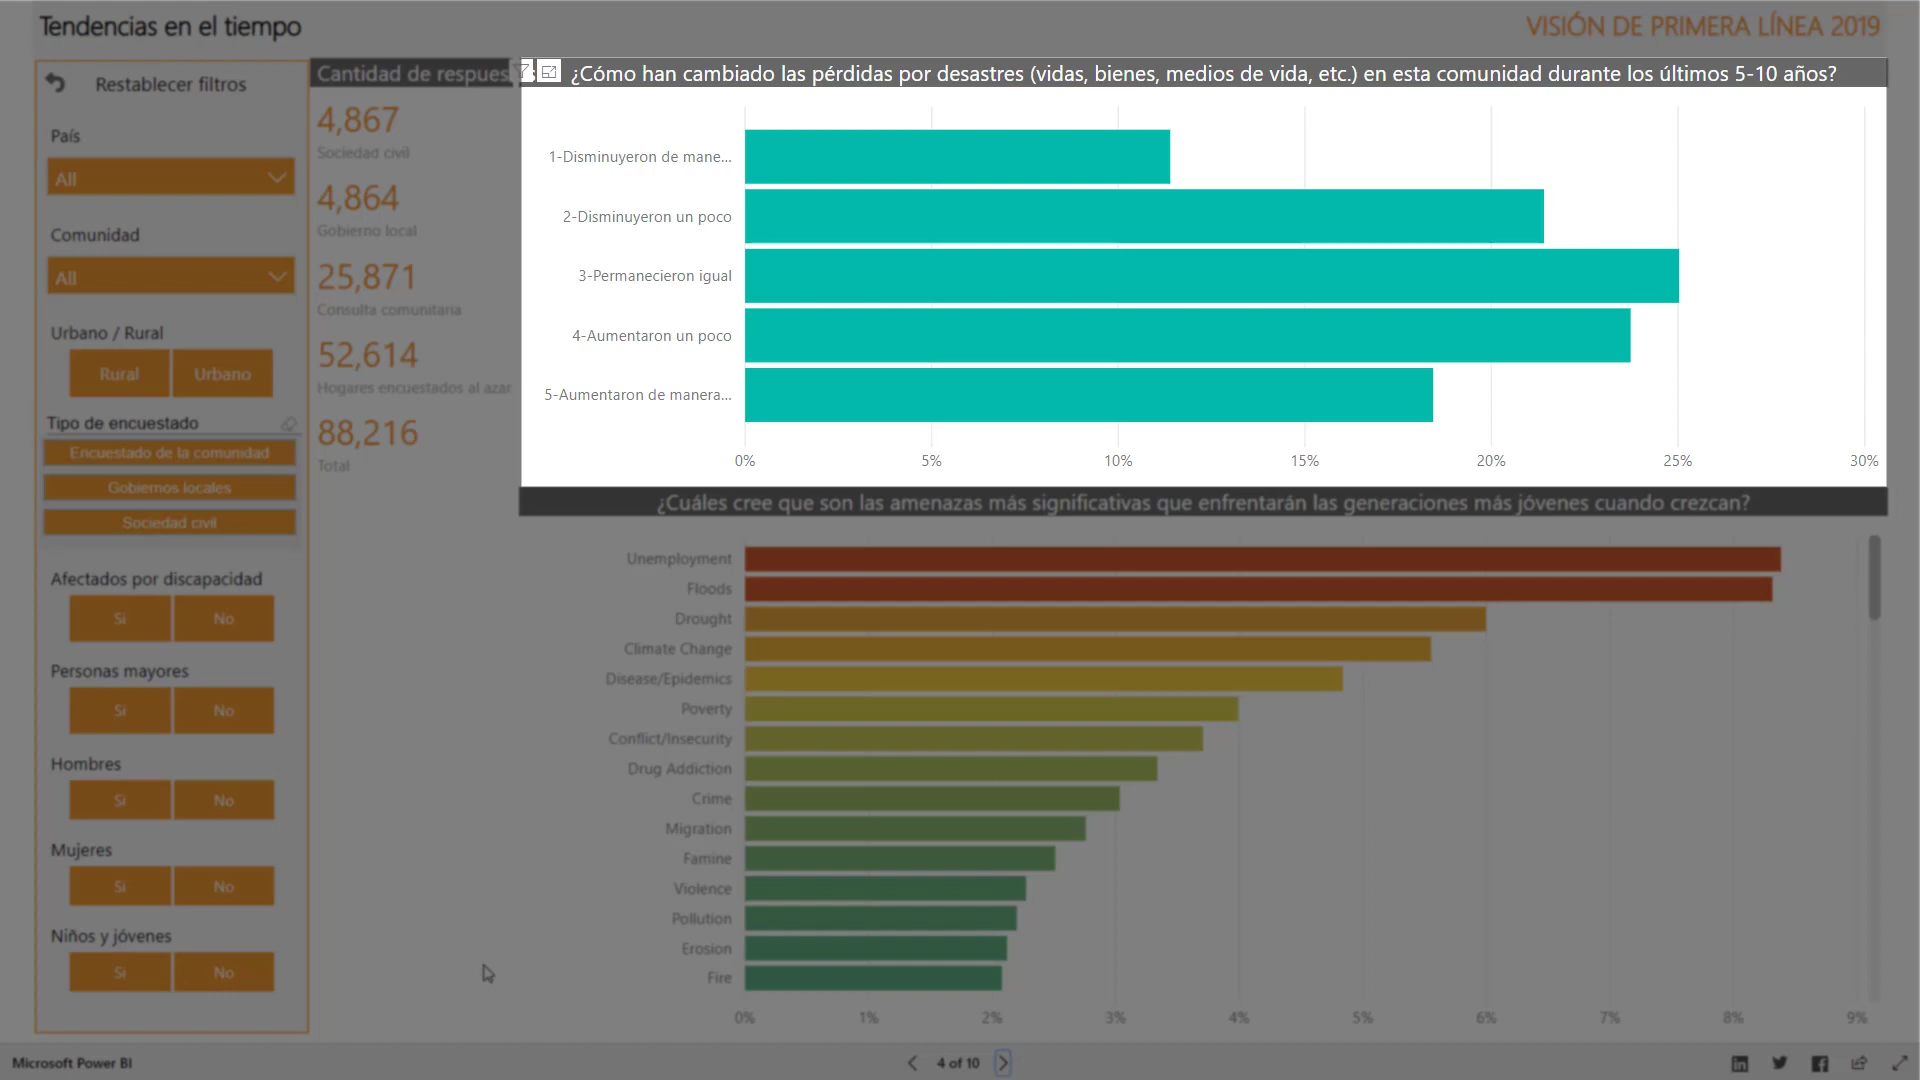 Tendencias en el tiempo
VISIÓN DE PRIMERA LÍNEA 2019
Restablecer filtros
País
All
Comunidad
All
Urbano / Rural
Rural
Urbano
Tipo de encuestado
Encuestado de la comunidad
Gobiernos locales
Sociedad civil
Afectados por discapacidad
Si
No
Personas mayores
Si
No
Hombres
Si
No
Mujeres
Si
No
Niños y jóvenes
Si
No
Cantidad de respues
4,867
Sociedad civil
4,864
Gobierno local
25,871
Consulta comunitaria
52,614
Hogares encuestados al azar
88,216
Total
¿Cómo han cambiado las pérdidas por desastres (vidas, bienes, medios de vida, etc.) en esta comunidad durante los últimos 5-10 años?
1-Disminuyeron de mane...
2-Disminuyeron un poco
3-Permanecieron igual
4-Aumentaron un poco
5-Aumentaron de manera...
0% 5% 10% 15% 20% 25% 30%
¿Cuáles cree que son las amenazas más significativas que enfrentarán las generaciones más jóvenes cuando crezcan?
Unemployment
Floods
Drought
Climate Change
Disease/Epidemics
Poverty
Conflict/Insecurity
Drug Addiction
Crime
Migration
Famine
Violence
Pollution
Erosion
Fire
0% 1% 2% 3% 4% 5% 6% 7% 8% 9%
Microsoft Power BI
4 of 10